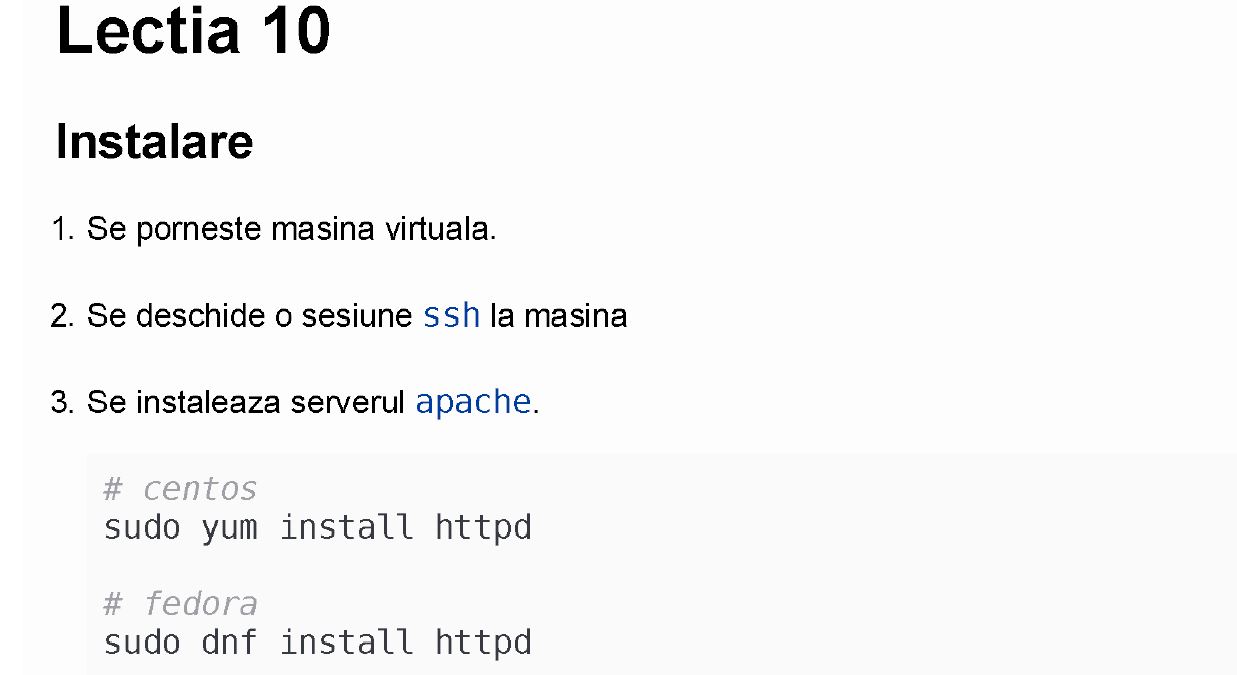 Lectia 10
Instalare
1. Se porneste masina virtuala.
2. Se deschide o sesiune ssh la masina
3. Se instaleaza serverul apache.
# centos
sudo yum install httpd
# fedora
sudo dnf install httpd